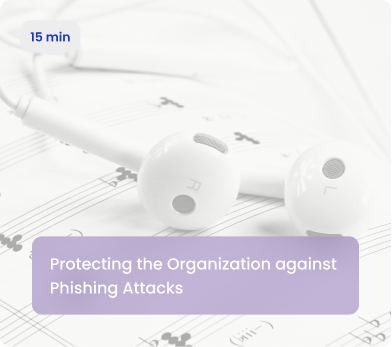 15 min
R
L
Protecting the Organization against
Phishing Attacks